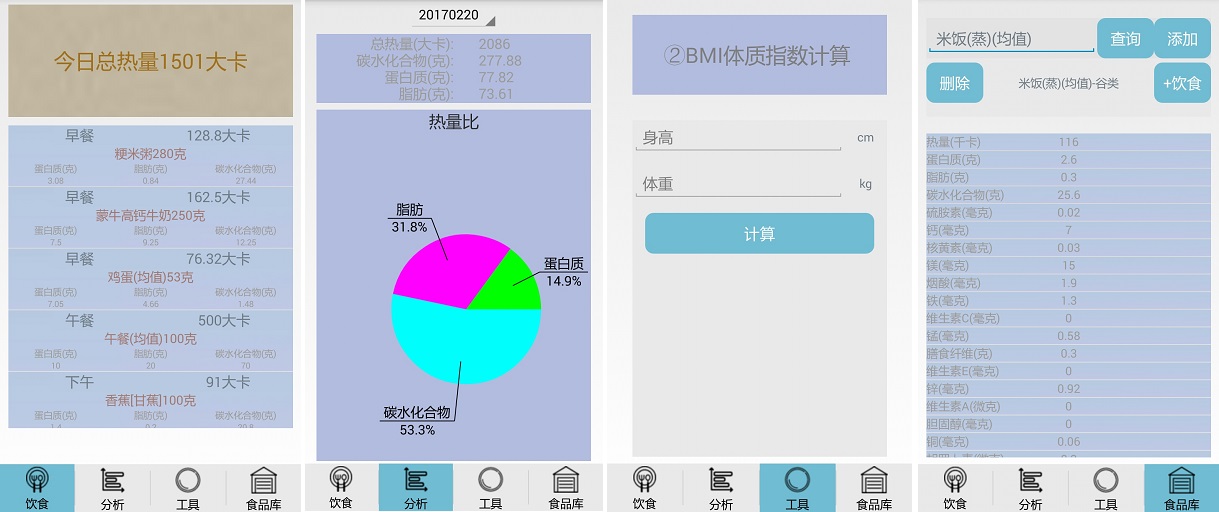 今日总热量1501大卡
早餐 128.8大卡
粳米粥280克
蛋白质(克) 脂肪(克) 碳水化合物(克)
3.08 0.84 27.44
早餐 162.5大卡
蒙牛高钙牛奶250克
蛋白质(克) 脂肪(克) 碳水化合物(克)
7.5 9.25 12.25
早餐 76.32大卡
鸡蛋(均值)53克
蛋白质(克) 脂肪(克) 碳水化合物(克)
7.05 4.66 1.48
午餐 500大卡
午餐(均值)100克
蛋白质(克) 脂肪(克) 碳水化合物(克)
10 20 70
下午 91大卡
香蕉[甘蕉]100克
蛋白质(克) 脂肪(克) 碳水化合物(克)
饮食 分析 工具 食品库
20170220
总热量(大卡): 2086
碳水化合物(克): 277.88
蛋白质(克): 77.82
脂肪(克): 73.61
热量比
脂肪
31.8%
蛋白质
14.9%
碳水化合物
53.3%
饮食 分析 工具 食品库
②BMI体质指数计算
身高 cm
体重 kg
计算
饮食 分析 工具 食品库
米饭(蒸)(均值) 查询 添加
删除 米饭(蒸)(均值)-谷类 +饮食
热量(千卡) 116
蛋白质(克) 2.6
脂肪(克) 0.3
碳水化合物(克) 25.6
硫胺素(毫克) 0.02
钙(毫克) 7
核黄素(毫克) 0.03
镁(毫克) 15
烟酸(毫克) 1.9
铁(毫克) 1.3
维生素C(毫克) 0
锰(毫克) 0.58
膳食纤维(克) 0.3
维生素E(毫克) 0
锌(毫克) 0.92
维生素A(微克) 0
胆固醇(毫克) 0
铜(毫克) 0.06
饮食 分析 工具 食品库